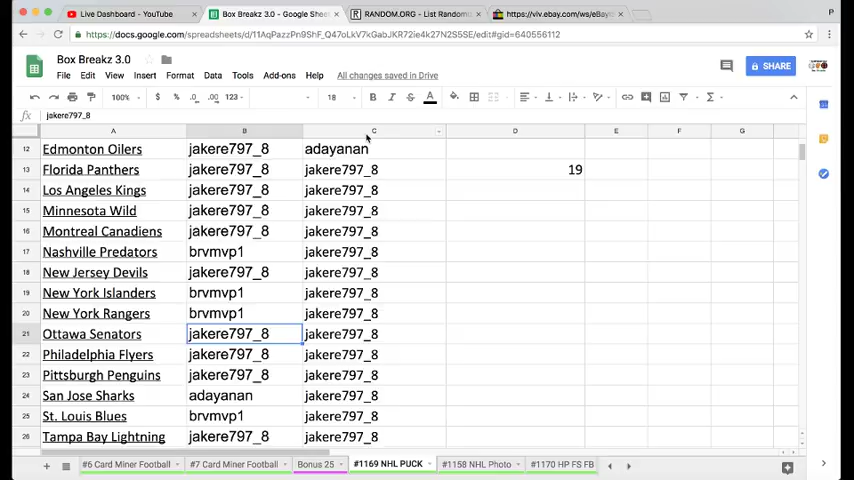 Live Dashboard - YouTube × Box Breakz 3.0 - Google Shee × RANDOM.ORG - List Randomi × https://viv.ebay.com/ws/eBayI ×
https://docs.google.com/spreadsheets/d/11AqPazzPn9ShF_Q47oLkV7kGabJKR72ie4k27N2S5SE/edit#gid=640556112
Box Breakz 3.0
File Edit View Insert Format Data Tools Add-ons Help All changes saved in Drive
SHARE
100% $ % .0 .00 123 18 B I S A
fx jakere797_8
A B C D E F G
12 Edmonton Oilers jakere797_8 adayanan
13 Florida Panthers jakere797_8 jakere797_8 19
14 Los Angeles Kings jakere797_8 jakere797_8
15 Minnesota Wild jakere797_8 jakere797_8
16 Montreal Canadiens jakere797_8 jakere797_8
17 Nashville Predators brvmvp1 jakere797_8
18 New Jersey Devils jakere797_8 jakere797_8
19 New York Islanders brvmvp1 jakere797_8
20 New York Rangers brvmvp1 jakere797_8
21 Ottawa Senators jakere797_8 jakere797_8
22 Philadelphia Flyers jakere797_8 jakere797_8
23 Pittsburgh Penguins jakere797_8 jakere797_8
24 San Jose Sharks adayanan jakere797_8
25 St. Louis Blues brvmvp1 jakere797_8
26 Tampa Bay Lightning jakere797_8 jakere797_8
#6 Card Miner Football #7 Card Miner Football Bonus 25 #1169 NHL PUCK #1158 NHL Photo #1170 HP FS FB